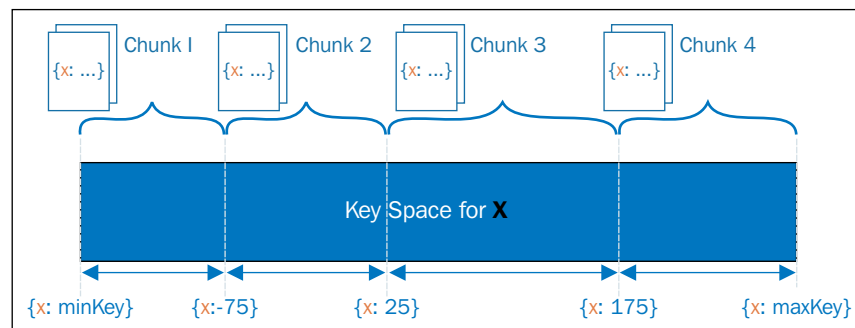 Chunk I Chunk 2 Chunk 3 Chunk 4
{x: ...} {x: ...} {x: ...} {x: ...}
Key Space for X
{x: minKey} {x:-75} {x: 25} {x: 175} {x: maxKey}